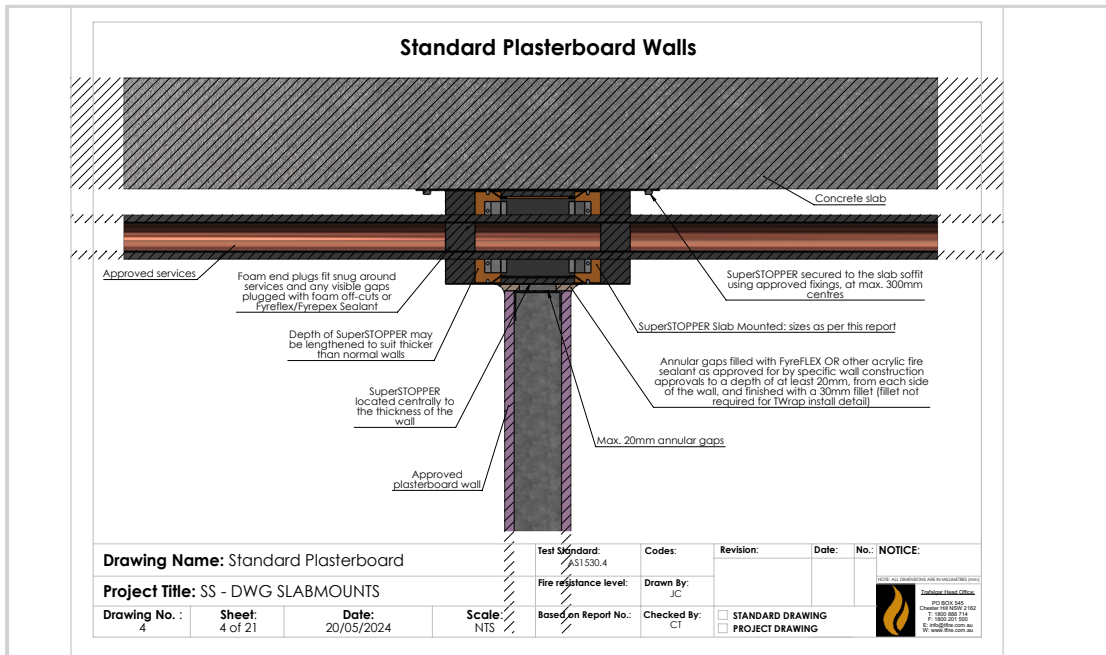 Standard Plasterboard Walls
Concrete slab
Approved services
Foam end plugs fit snug around
services and any visible gaps
plugged with foam off-cuts or
Fyreflex/Fyrepex Sealant
SuperSTOPPER secured to the slab soffit
using approved fixings, at max. 300mm
centres
Depth of SuperSTOPPER may
be lengthened to suit thicker
than normal walls
SuperSTOPPER Slab Mounted: sizes as per this report
SuperSTOPPER
located centrally to
the thickness of the
wall
Annular gaps filled with FyreFLEX OR other acrylic fire
sealant as approved for by specific wall construction
approvals to a depth of at least 20mm, from each side
of the wall, and finished with a 30mm fillet (fillet not
required for TWrap install detail)
Max. 20mm annular gaps
Approved
plasterboard wall
Drawing Name: Standard Plasterboard
Project Title: SS - DWG SLABMOUNTS
Drawing No. :
4
Sheet:
4 of 21
Date:
20/05/2024
Scale:
NTS
Test Standard:
AS1530.4
Fire resistance level:
Based on Report No.:
Codes:
Drawn By:
JC
Checked By:
CT
Revision:
Date:
No.:
STANDARD DRAWING
PROJECT DRAWING
NOTICE:
NOTE: ALL DIMENSIONS ARE IN MILLIMETRES (mm)
Trafalgar Head Office:
PO BOX 545
Chester Hill NSW 2162
T: 1800 888 714
F: 1800 201 500
E: info@tfire.com.au
W: www.tfire.com.au